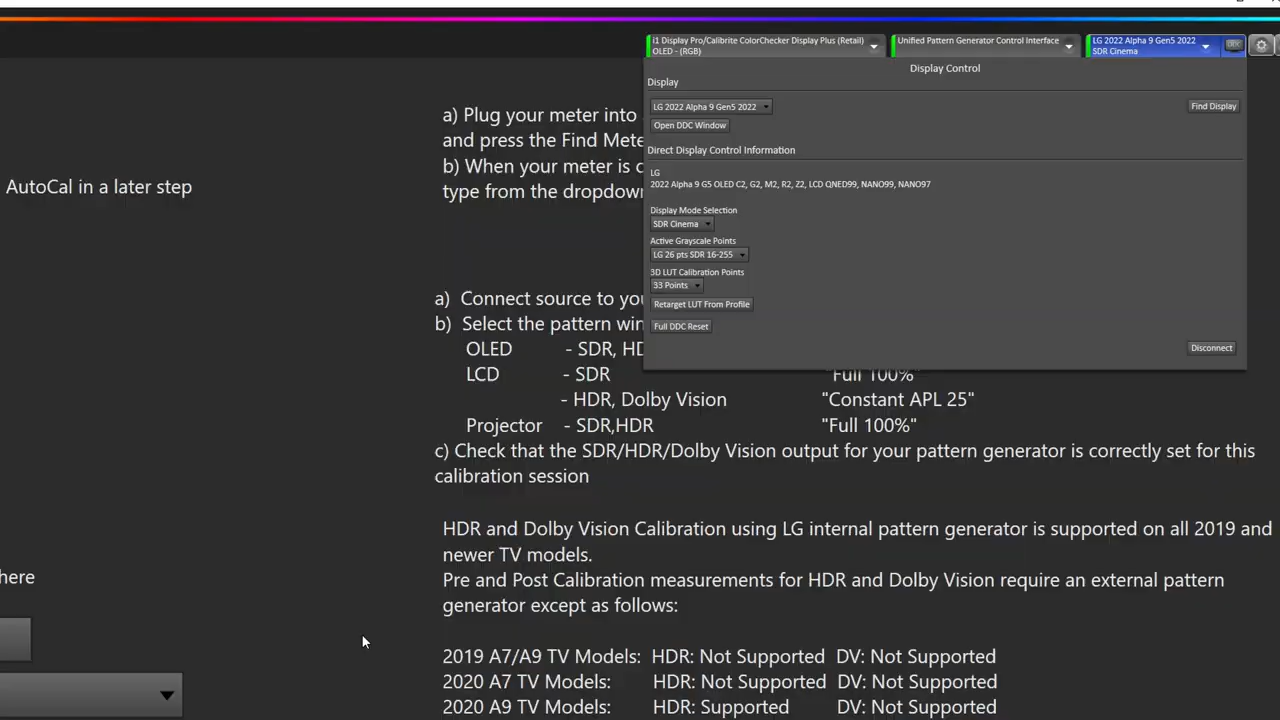 i1 Display Pro/Calibrite ColorChecker Display Plus (Retail)
OLED - (RGB)
Unified Pattern Generator Control Interface
LG 2022 Alpha 9 Gen5 2022
SDR Cinema
Display Control
Display
LG 2022 Alpha 9 Gen5 2022
Find Display
Open DDC Window
Direct Display Control Information
LG
2022 Alpha 9 G5 OLED C2, G2, M2, R2, Z2, LCD QNED99, NANO99, NANO97
Display Mode Selection
SDR Cinema
Active Grayscale Points
LG 26 pts SDR 16-255
3D LUT Calibration Points
33 Points
Retarget LUT From Profile
Full DDC Reset
Disconnect
AutoCal in a later step
here
a) Plug your meter into
and press the Find Mete
b) When your meter is c
type from the dropdow
a) Connect source to you
b) Select the pattern win
OLED - SDR, HD
LCD - SDR "Full 100%"
- HDR, Dolby Vision "Constant APL 25"
Projector - SDR,HDR "Full 100%"
c) Check that the SDR/HDR/Dolby Vision output for your pattern generator is correctly set for this
calibration session
HDR and Dolby Vision Calibration using LG internal pattern generator is supported on all 2019 and
newer TV models.
Pre and Post Calibration measurements for HDR and Dolby Vision require an external pattern
generator except as follows:
2019 A7/A9 TV Models: HDR: Not Supported DV: Not Supported
2020 A7 TV Models: HDR: Not Supported DV: Not Supported
2020 A9 TV Models: HDR: Supported DV: Not Supported